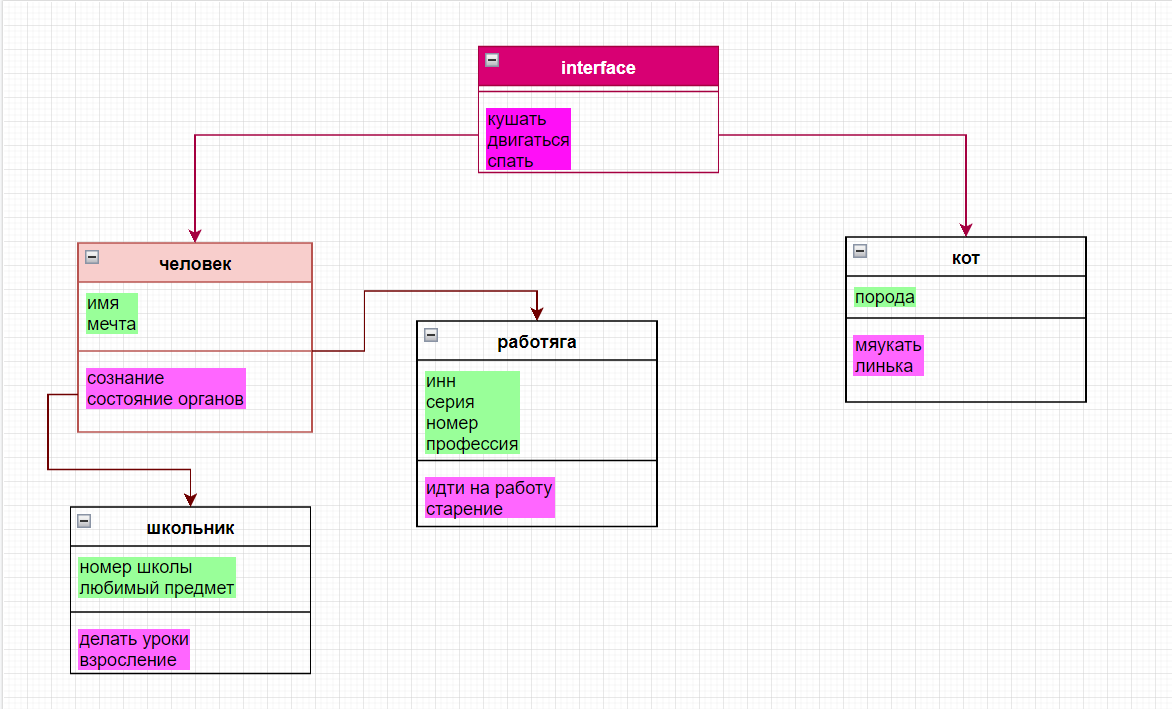 interface
кушать
двигаться
спать
человек
имя
мечта
сознание
состояние органов
работяга
инн
серия
номер
профессия
идти на работу
старение
кот
порода
мяукать
линька
школьник
номер школы
любимый предмет
делать уроки
взросление